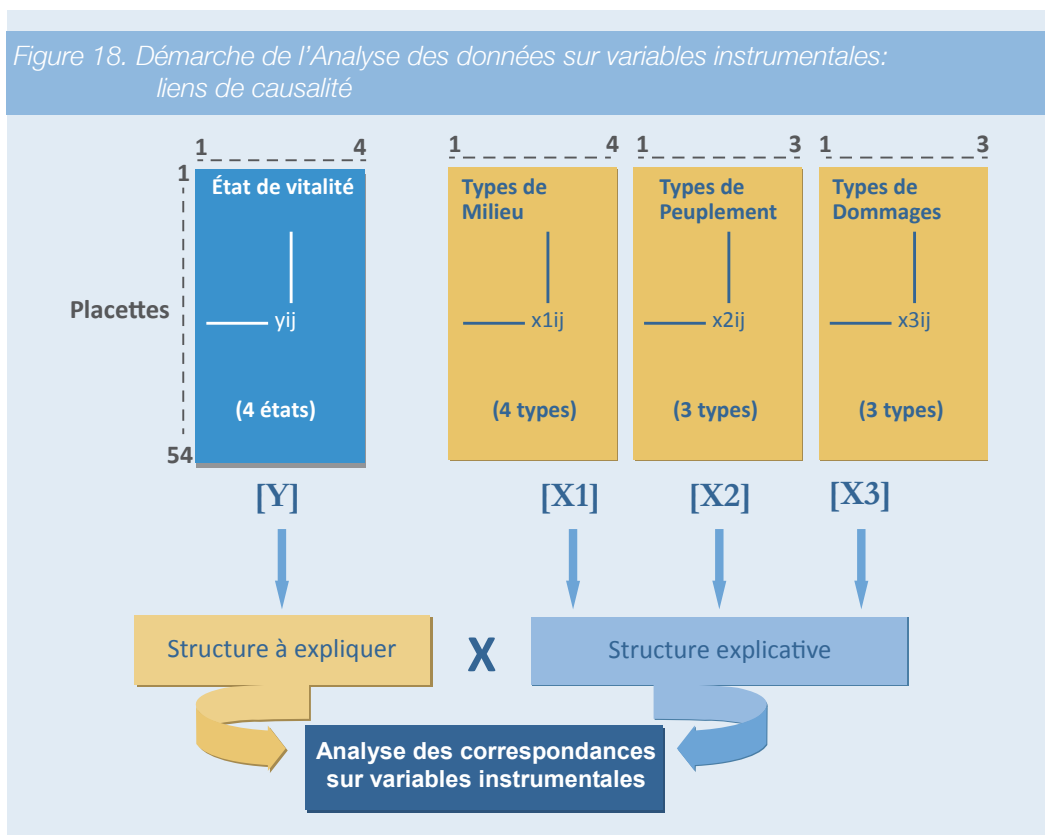 Figure 18. Démarche de l'Analyse des données sur variables instrumentales:
liens de causalité
1 4 1 4 1 3 1 3
1
État de vitalité
Types de
Milieu
Types de
Peuplement
Types de
Dommages
Placettes
yij
x1ij
x2ij
x3ij
(4 états)
(4 types)
(3 types)
(3 types)
54
[Y]
[X1]
[X2]
[X3]
Structure à expliquer
X
Structure explicative
Analyse des correspondances
sur variables instrumentales